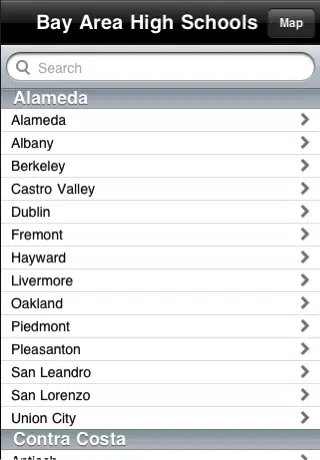 Bay Area High Schools Map
Search
Alameda
Alameda
Albany
Berkeley
Castro Valley
Dublin
Fremont
Hayward
Livermore
Oakland
Piedmont
Pleasanton
San Leandro
San Lorenzo
Union City
Contra Costa
Antioch